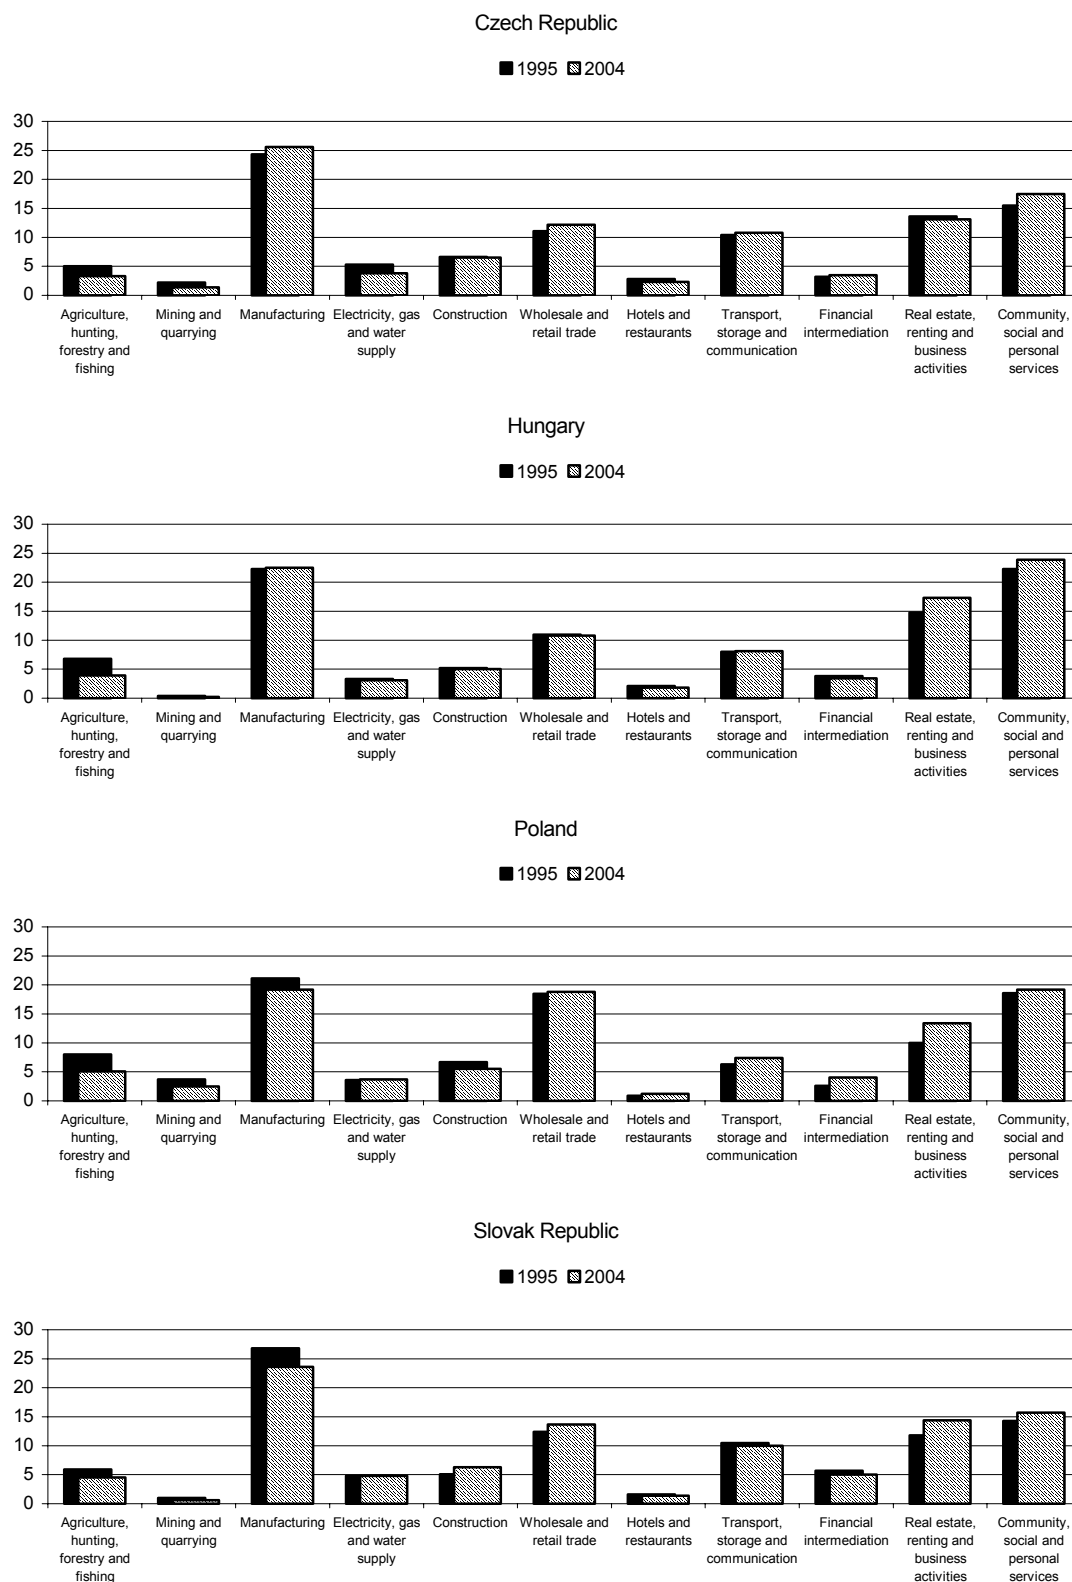 Czech Republic
1995 2004
30
25
20
15
10
5
0
Agriculture, hunting, forestry and fishing
Mining and quarrying
Manufacturing
Electricity, gas and water supply
Construction
Wholesale and retail trade
Hotels and restaurants
Transport, storage and communication
Financial intermediation
Real estate, renting and business activities
Community, social and personal services
Hungary
1995 2004
30
25
20
15
10
5
0
Agriculture, hunting, forestry and fishing
Mining and quarrying
Manufacturing
Electricity, gas and water supply
Construction
Wholesale and retail trade
Hotels and restaurants
Transport, storage and communication
Financial intermediation
Real estate, renting and business activities
Community, social and personal services
Poland
1995 2004
30
25
20
15
10
5
0
Agriculture, hunting, forestry and fishing
Mining and quarrying
Manufacturing
Electricity, gas and water supply
Construction
Wholesale and retail trade
Hotels and restaurants
Transport, storage and communication
Financial intermediation
Real estate, renting and business activities
Community, social and personal services
Slovak Republic
1995 2004
30
25
20
15
10
5
0
Agriculture, hunting, forestry and fishing
Mining and quarrying
Manufacturing
Electricity, gas and water supply
Construction
Wholesale and retail trade
Hotels and restaurants
Transport, storage and communication
Financial intermediation
Real estate, renting and business activities
Community, social and personal services